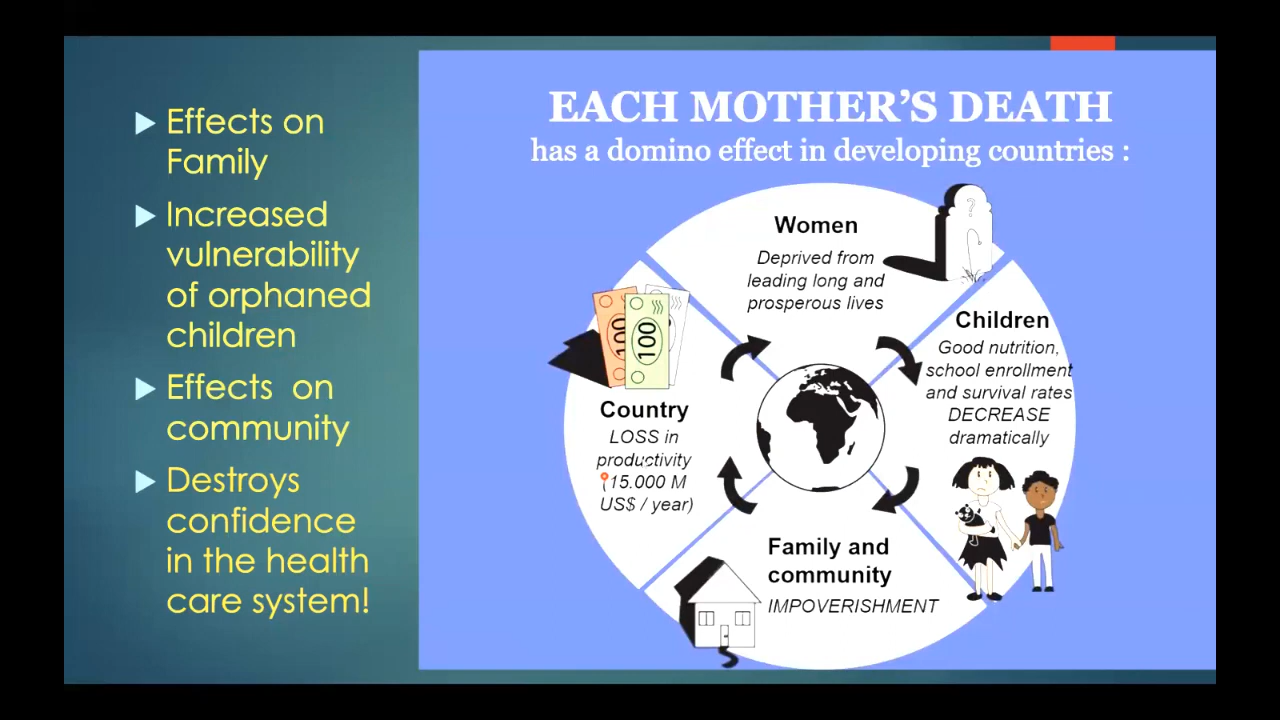 Effects on
Family
Increased
vulnerability
of orphaned
children
Effects on
community
Destroys
confidence
in the health
care system!
EACH MOTHER'S DEATH
has a domino effect in developing countries :
Women
Deprived from
leading long and
prosperous lives
?
Children
Good nutrition,
school enrollment
and survival rates
DECREASE
dramatically
Family and
community
IMPOVERISHMENT
100
100
Country
LOSS in
productivity
(15.000 M
US$ / year)